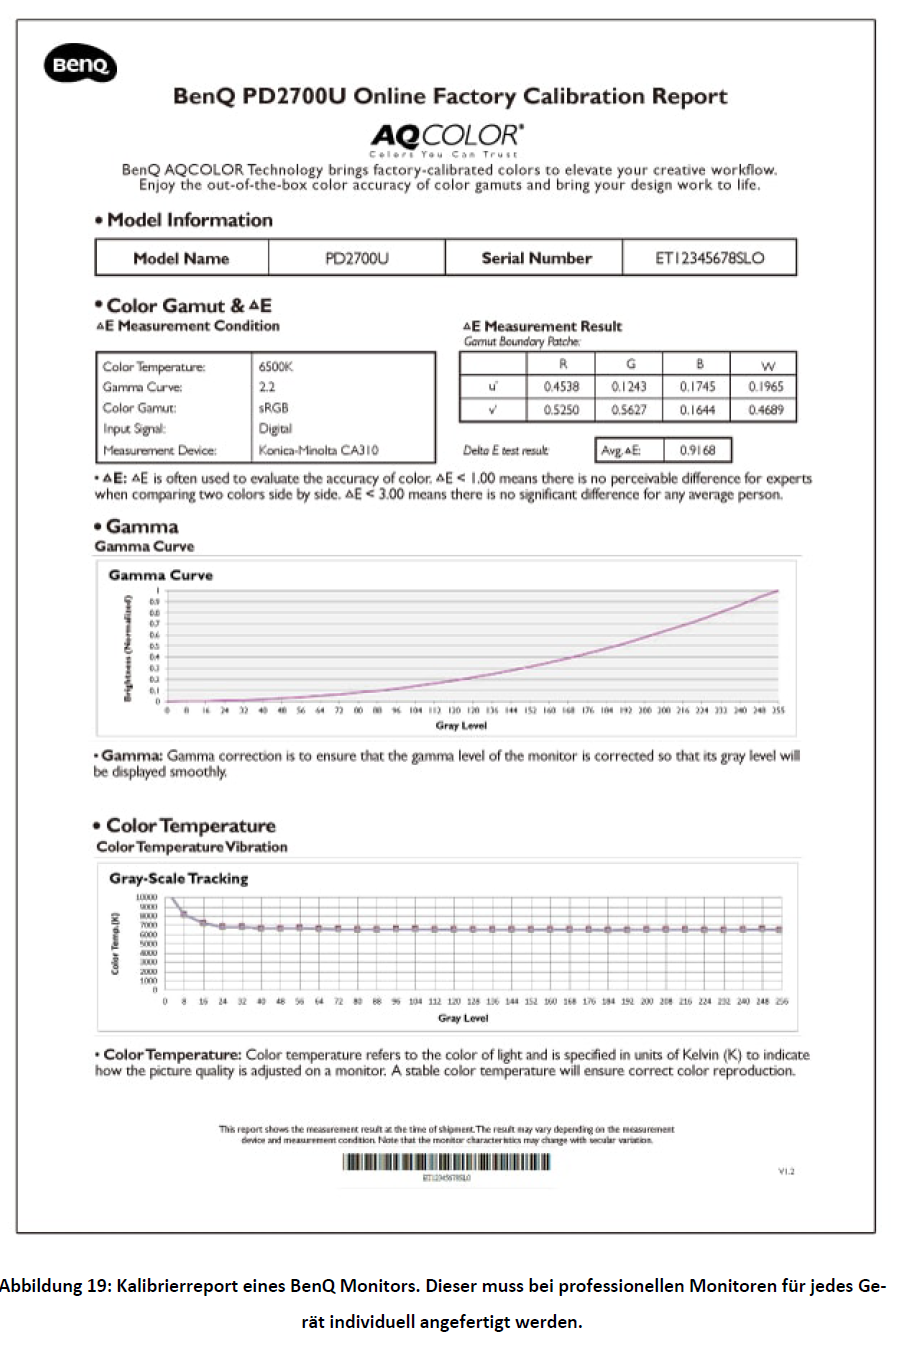 BenQ
BenQ PD2700U Online Factory Calibration Report
AQCOLOR
Colors You Can Trust
BenQ AQCOLOR Technology brings factory-calibrated colors to elevate your creative workflow.
Enjoy the out-of-the-box color accuracy of color gamuts and bring your design work to life.
• Model Information
Model Name PD2700U Serial Number ET12345678SLO
• Color Gamut & ΔE
ΔE Measurement Condition
Color Temperature: 6500K
Gamma Curve: 2.2
Color Gamut: sRGB
Input Signal: Digital
Measurement Device: Konica-Minolta CA310
ΔE Measurement Result
Gamut Boundary Patche:
R G B W
u' 0.4538 0.1243 0.1745 0.1965
v' 0.5250 0.5627 0.1644 0.4689
Delta E test result: Avg.ΔE: 0.9168
• ΔE: ΔE is often used to evaluate the accuracy of color. ΔE < 1.00 means there is no perceivable difference for experts
when comparing two colors side by side. ΔE < 3.00 means there is no significant difference for any average person.
• Gamma
Gamma Curve
Gamma Curve
Brightness (Normalized)
1
0.9
0.8
0.7
0.6
0.5
0.4
0.3
0.2
0.1
0
0 8 16 24 32 40 48 56 64 72 80 88 96 104 112 120 128 136 144 152 160 168 176 184 192 200 208 216 224 232 240 248 255
Gray Level
• Gamma: Gamma correction is to ensure that the gamma level of the monitor is corrected so that its gray level will
be displayed smoothly.
• Color Temperature
Color Temperature Vibration
Gray-Scale Tracking
Color Temp.(K)
10000
9000
8000
7000
6000
5000
4000
3000
2000
1000
0
0 8 16 24 32 40 48 56 64 72 80 88 96 104 112 120 128 136 144 152 160 168 176 184 192 200 208 216 224 232 240 248 256
Gray Level
• Color Temperature: Color temperature refers to the color of light and is specified in units of Kelvin (K) to indicate
how the picture quality is adjusted on a monitor. A stable color temperature will ensure correct color reproduction.
This report shows the measurement result at the time of shipment. The result may vary depending on the measurement
device and measurement condition. Note that the monitor characteristics may change with secular variation.
ET12345678SLO
V1.2
Abbildung 19: Kalibrierreport eines BenQ Monitors. Dieser muss bei professionellen Monitoren für jedes Ge-
rät individuell angefertigt werden.